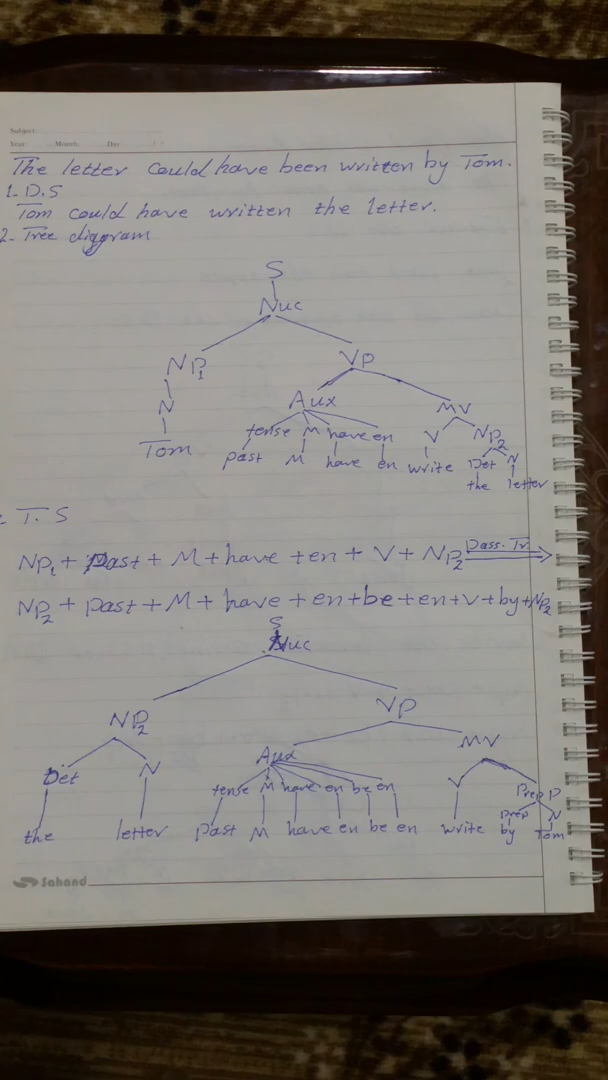 Subject:
Year Month: Day
The letter could have been written by Tom.
1. D.S
Tom could have written the letter.
2. Tree diggram
S
Nuc
NP1 VP
N Aux MV
Tom tense M have en V NP2
past M have en write Det N
the letter
T. S
NP1 + past + M + have + en + V + NP2 Pass. Tr.
NP2 + past + M + have + en + be + en + V + by + NP2
S
Nuc
NP2 VP
Det N Aux MV
tense M have en be en V Prep P
Prep N
the letter past M have en be en write by Tom
Sahand